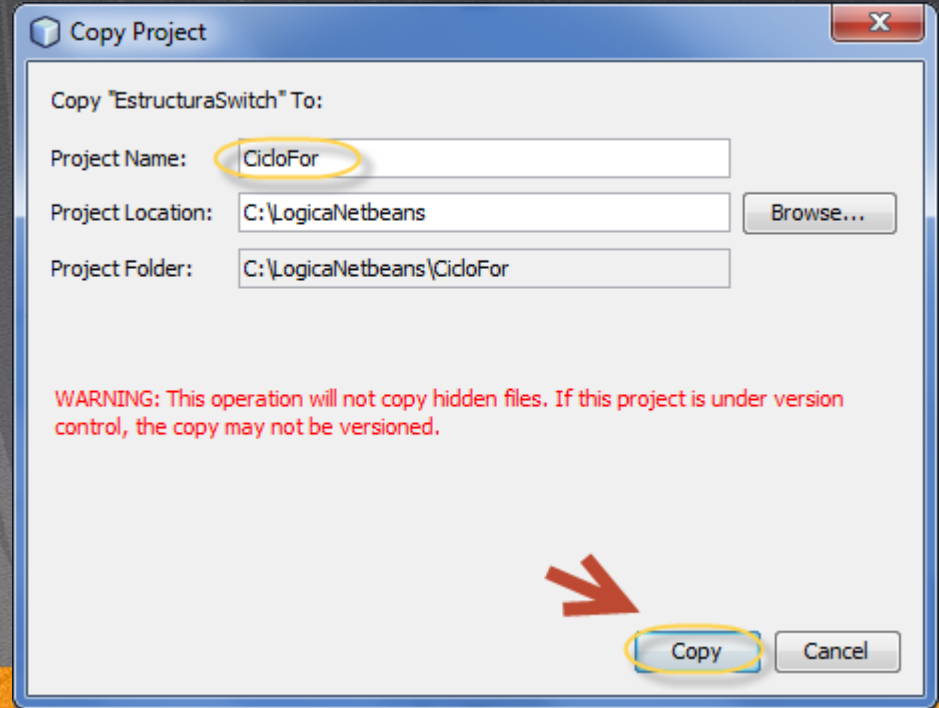 Copy Project
Copy "EstructuraSwitch" To:
Project Name: CicloFor
Project Location: C:\LogicaNetbeans Browse...
Project Folder: C:\LogicaNetbeans\CicloFor
WARNING: This operation will not copy hidden files. If this project is under version
control, the copy may not be versioned.
Copy Cancel